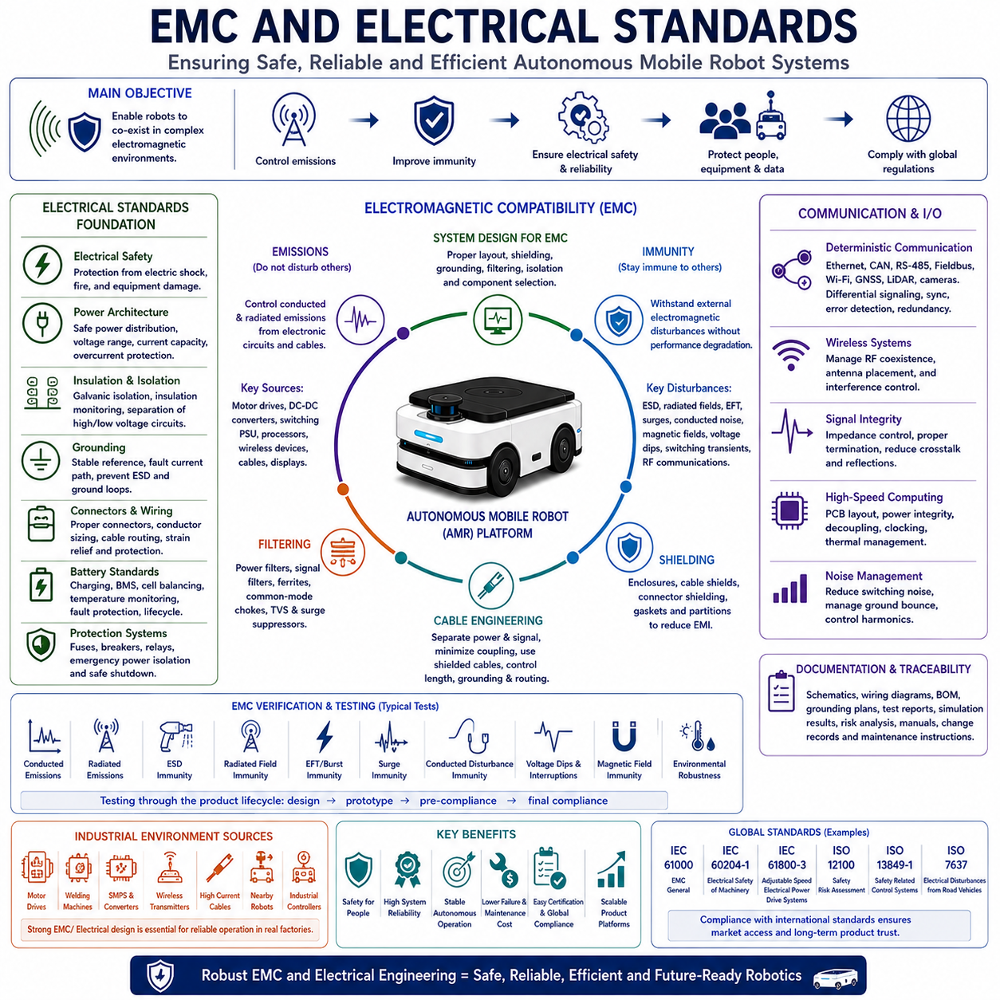 EMC AND ELECTRICAL STANDARDS
Ensuring Safe, Reliable and Efficient Autonomous Mobile Robot Systems
MAIN OBJECTIVE
Enable robots to
co-exist in complex
electromagnetic
environments.
Control emissions
Improve immunity
Ensure electrical safety
& reliability
Protect people,
equipment & data
Comply with global
regulations
ELECTRICAL STANDARDS
FOUNDATION
Electrical Safety
Protection from electric shock,
fire, and equipment damage.
Power Architecture
Safe power distribution,
voltage range, current capacity,
overcurrent protection.
Insulation & Isolation
Galvanic isolation, insulation
monitoring, separation of
high/low voltage circuits.
Grounding
Stable reference, fault current
path, prevent ESD and
ground loops.
Connectors & Wiring
Proper connectors, conductor
sizing, cable routing, strain
relief and protection.
Battery Standards
Charging, BMS, cell balancing,
temperature monitoring,
fault protection, lifecycle.
Protection Systems
Fuses, breakers, relays,
emergency power isolation
and safe shutdown.
ELECTROMAGNETIC COMPATIBILITY (EMC)
SYSTEM DESIGN FOR EMC
Proper layout, shielding,
grounding, filtering, isolation
and component selection.
EMISSIONS
(Do not disturb others)
Control conducted
& radiated emissions
from electronic
circuits and cables.
Key Sources:
Motor drives, DC-DC
converters, switching
PSU, processors,
wireless devices,
cables, displays.
IMMUNITY
(Stay immune to others)
Withstand external
electromagnetic
disturbances without
performance degradation.
Key Disturbances:
ESD, radiated fields, EFT,
surges, conducted noise,
magnetic fields, voltage
dips, switching transients,
RF communications.
AUTONOMOUS MOBILE ROBOT
(AMR) PLATFORM
FILTERING
Power filters, signal
filters, ferrites,
common-mode
chokes, TVS & surge
suppressors.
SHIELDING
Enclosures, cable shields,
connector shielding,
gaskets and partitions
to reduce EMI.
CABLE ENGINEERING
Separate power & signal,
minimize coupling, use
shielded cables, control
length, grounding & routing.
COMMUNICATION & I/O
Deterministic Communication
Ethernet, CAN, RS-485, Fieldbus,
Wi-Fi, GNSS, LiDAR, cameras.
Differential signaling, sync,
error detection, redundancy.
Wireless Systems
Manage RF coexistence,
antenna placement, and
interference control.
Signal Integrity
Impedance control, proper
termination, reduce crosstalk
and reflections.
High-Speed Computing
PCB layout, power integrity,
decoupling, clocking,
thermal management.
Noise Management
Reduce switching noise,
manage ground bounce,
control harmonics.
DOCUMENTATION & TRACEABILITY
Schematics, wiring diagrams, BOM,
grounding plans, test reports, simulation
results, risk analysis, manuals, change
records and maintenance instructions.
EMC VERIFICATION & TESTING (Typical Tests)
Conducted
Emissions
Radiated
Emissions
ESD
Immunity
Radiated Field
Immunity
EFT/Burst
Immunity
Surge
Immunity
Conducted Disturbance
Immunity
Voltage Dips &
Interruptions
Magnetic Field
Immunity
Environmental
Robustness
Testing through the product lifecycle: design → prototype → pre-compliance → final compliance
INDUSTRIAL ENVIRONMENT SOURCES
Motor
Drives
Welding
Machines
SMPS &
Converters
Wireless
Transmitters
High Current
Cables
Nearby
Robots
Industrial
Controllers
Strong EMC/ Electrical design is essential for reliable operation in real factories.
KEY BENEFITS
Safety for
People
High System
Reliability
Stable
Autonomous
Operation
Lower Failure &
Maintenance
Cost
Easy Certification
& Global
Compliance
Scalable
Product
Platforms
GLOBAL STANDARDS (Examples)
IEC
61000
EMC
General
IEC
60204-1
Electrical Safety
of Machinery
IEC
61800-3
Adjustable Speed
Electrical Power
Drive Systems
ISO
12100
Safety
Risk Assessment
ISO
13849-1
Safety Related
Control Systems
ISO
7637
Electrical Disturbances
from Road Vehicles
Compliance with international standards ensures
market access and long-term product trust.
Robust EMC and Electrical Engineering = Safe, Reliable, Efficient and Future-Ready Robotics